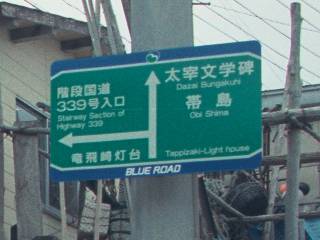 階段国道
339号入口
Stairway Section of
Highway 339
竜飛崎灯台
太宰文学碑
Dazai Bungakuhi
帯島
Obi Shima
Tappizaki-Light house
BLUE ROAD